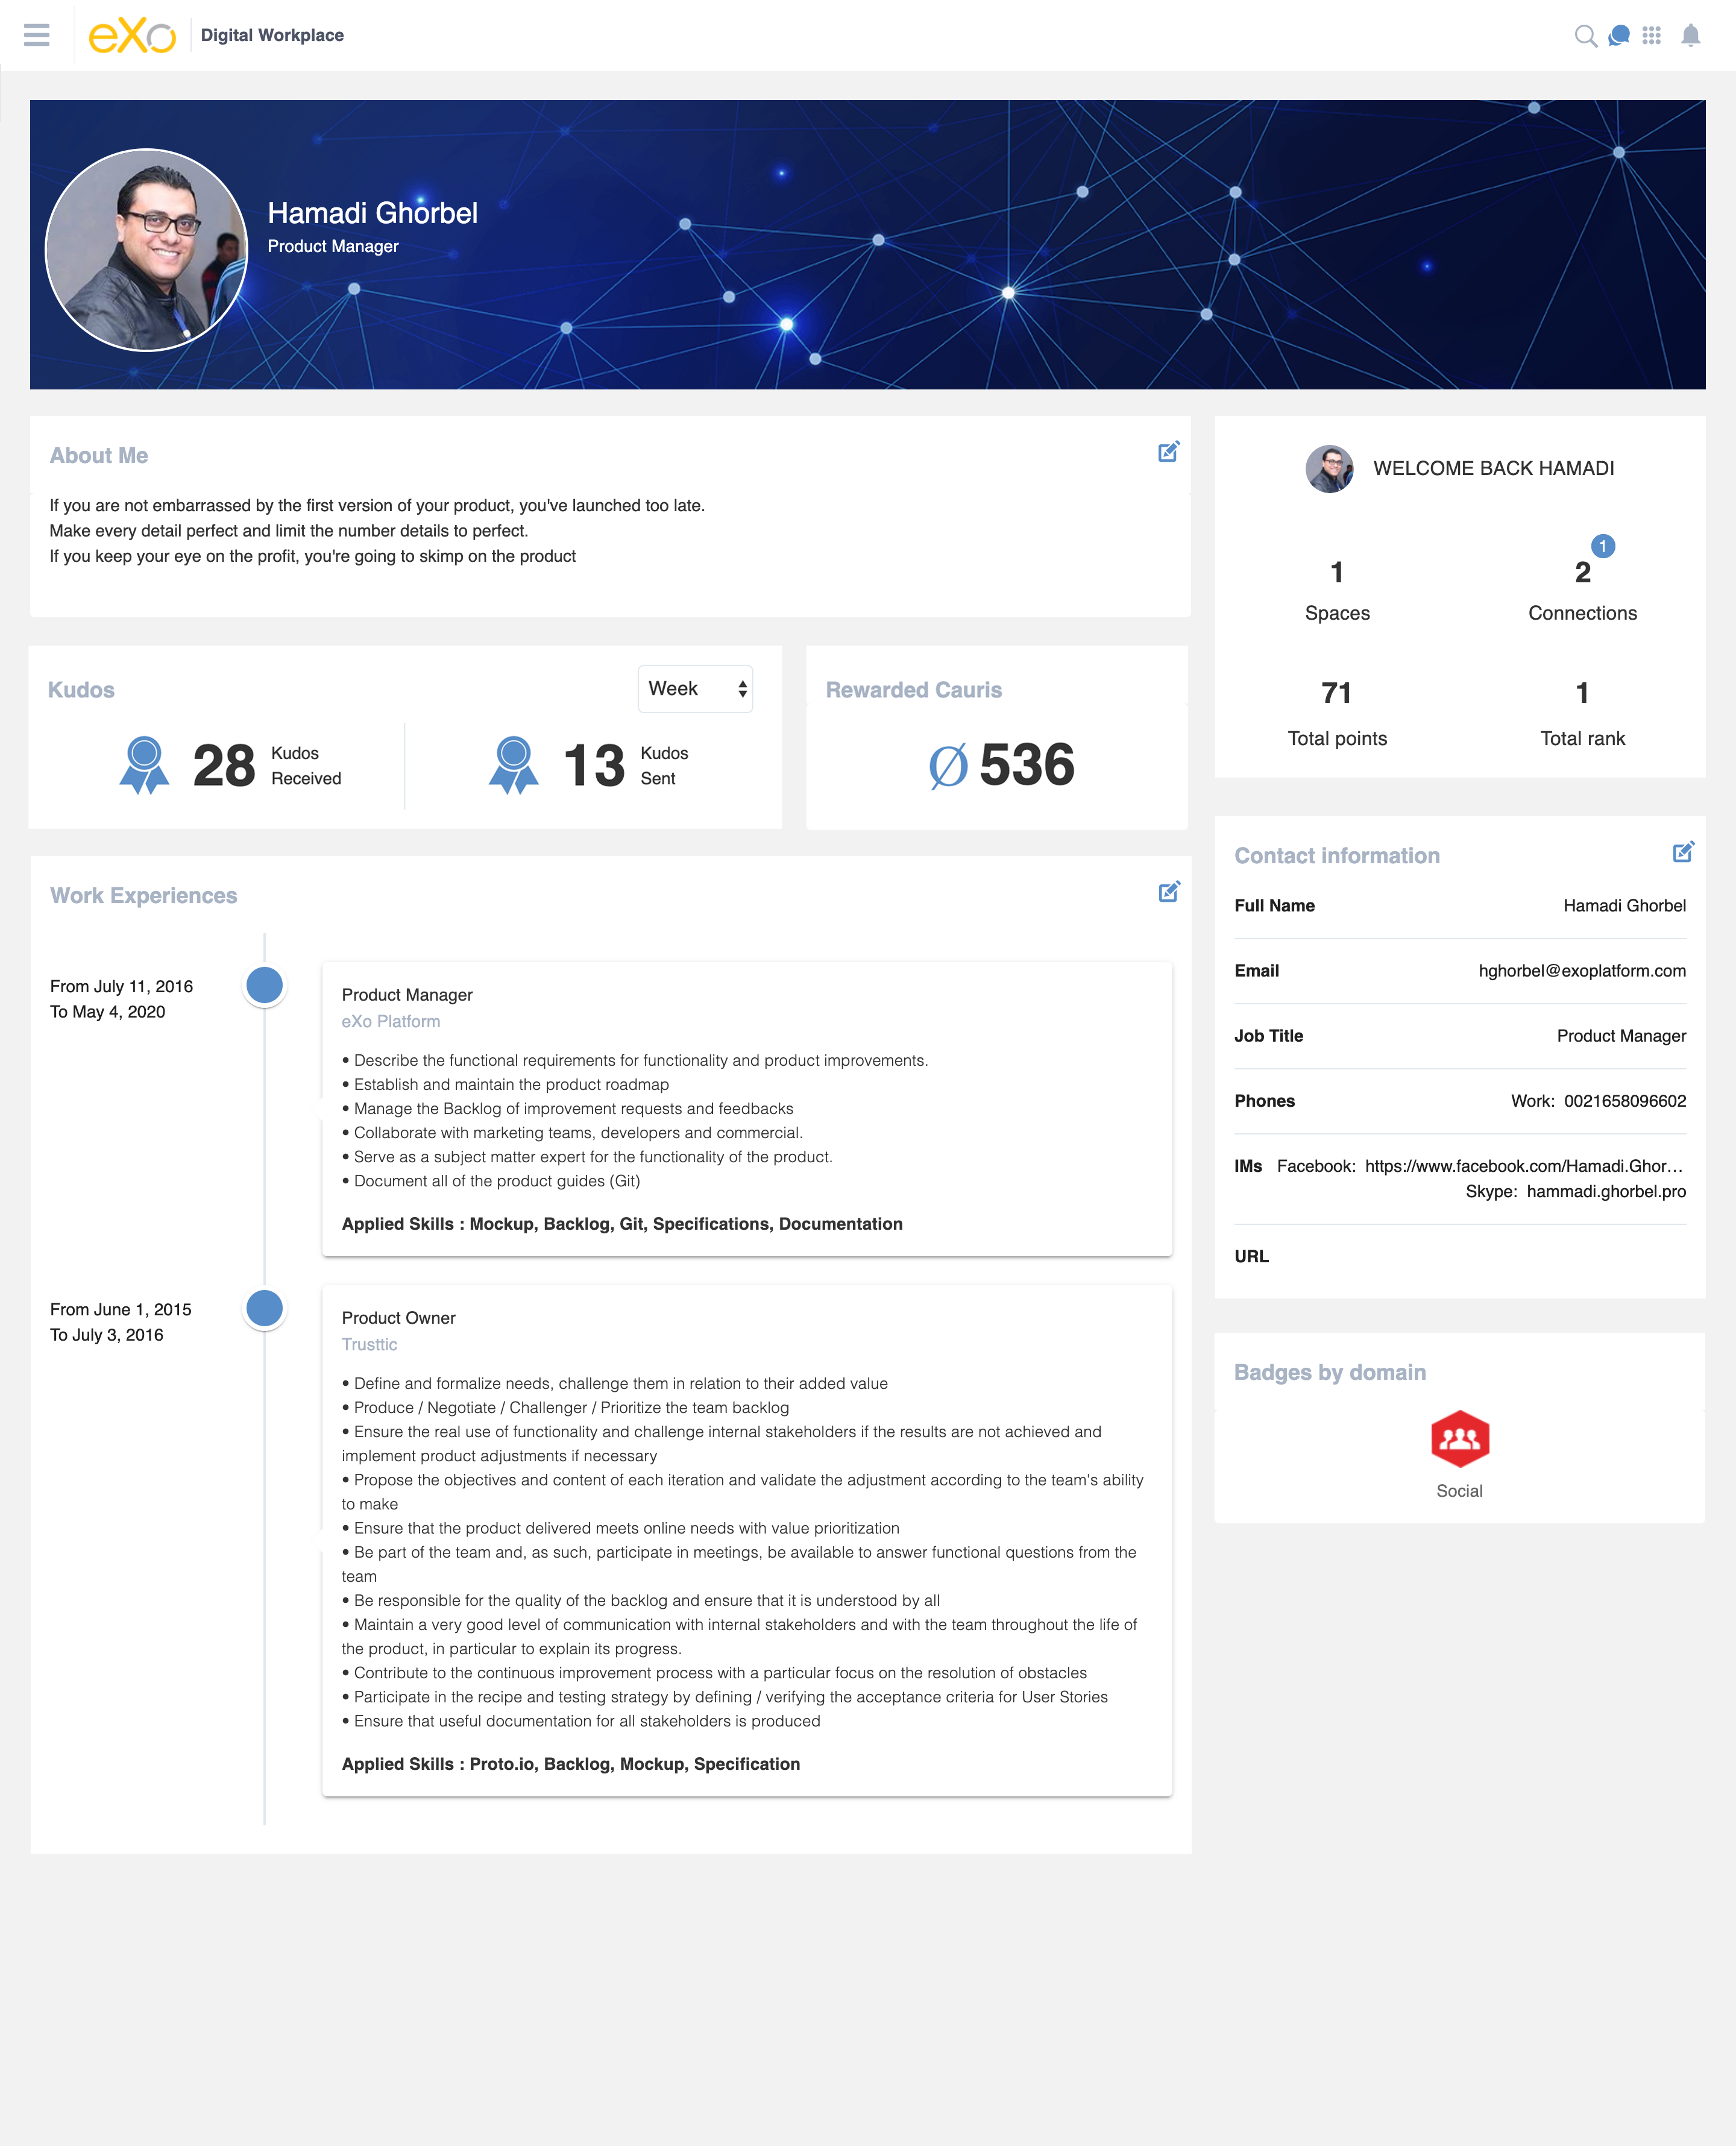 eXo
Digital Workplace
Hamadi Ghorbel
Product Manager
About Me
If you are not embarrassed by the first version of your product, you've launched too late.
Make every detail perfect and limit the number details to perfect.
If you keep your eye on the profit, you're going to skimp on the product
WELCOME BACK HAMADI
1
1
2
Spaces
Connections
71
1
Total points
Total rank
Kudos
Week
28
Kudos
Received
13
Kudos
Sent
Rewarded Cauris
Ø 536
Contact information
Full Name
Hamadi Ghorbel
Email
hghorbel@exoplatform.com
Job Title
Product Manager
Phones
Work: 0021658096602
IMs Facebook: https://www.facebook.com/Hamadi.Ghor...
Skype: hammadi.ghorbel.pro
URL
Badges by domain
Social
Work Experiences
From July 11, 2016
To May 4, 2020
Product Manager
eXo Platform
• Describe the functional requirements for functionality and product improvements.
• Establish and maintain the product roadmap
• Manage the Backlog of improvement requests and feedbacks
• Collaborate with marketing teams, developers and commercial.
• Serve as a subject matter expert for the functionality of the product.
• Document all of the product guides (Git)
Applied Skills : Mockup, Backlog, Git, Specifications, Documentation
From June 1, 2015
To July 3, 2016
Product Owner
Trusttic
• Define and formalize needs, challenge them in relation to their added value
• Produce / Negotiate / Challenger / Prioritize the team backlog
• Ensure the real use of functionality and challenge internal stakeholders if the results are not achieved and
implement product adjustments if necessary
• Propose the objectives and content of each iteration and validate the adjustment according to the team's ability
to make
• Ensure that the product delivered meets online needs with value prioritization
• Be part of the team and, as such, participate in meetings, be available to answer functional questions from the
team
• Be responsible for the quality of the backlog and ensure that it is understood by all
• Maintain a very good level of communication with internal stakeholders and with the team throughout the life of
the product, in particular to explain its progress.
• Contribute to the continuous improvement process with a particular focus on the resolution of obstacles
• Participate in the recipe and testing strategy by defining / verifying the acceptance criteria for User Stories
• Ensure that useful documentation for all stakeholders is produced
Applied Skills : Proto.io, Backlog, Mockup, Specification